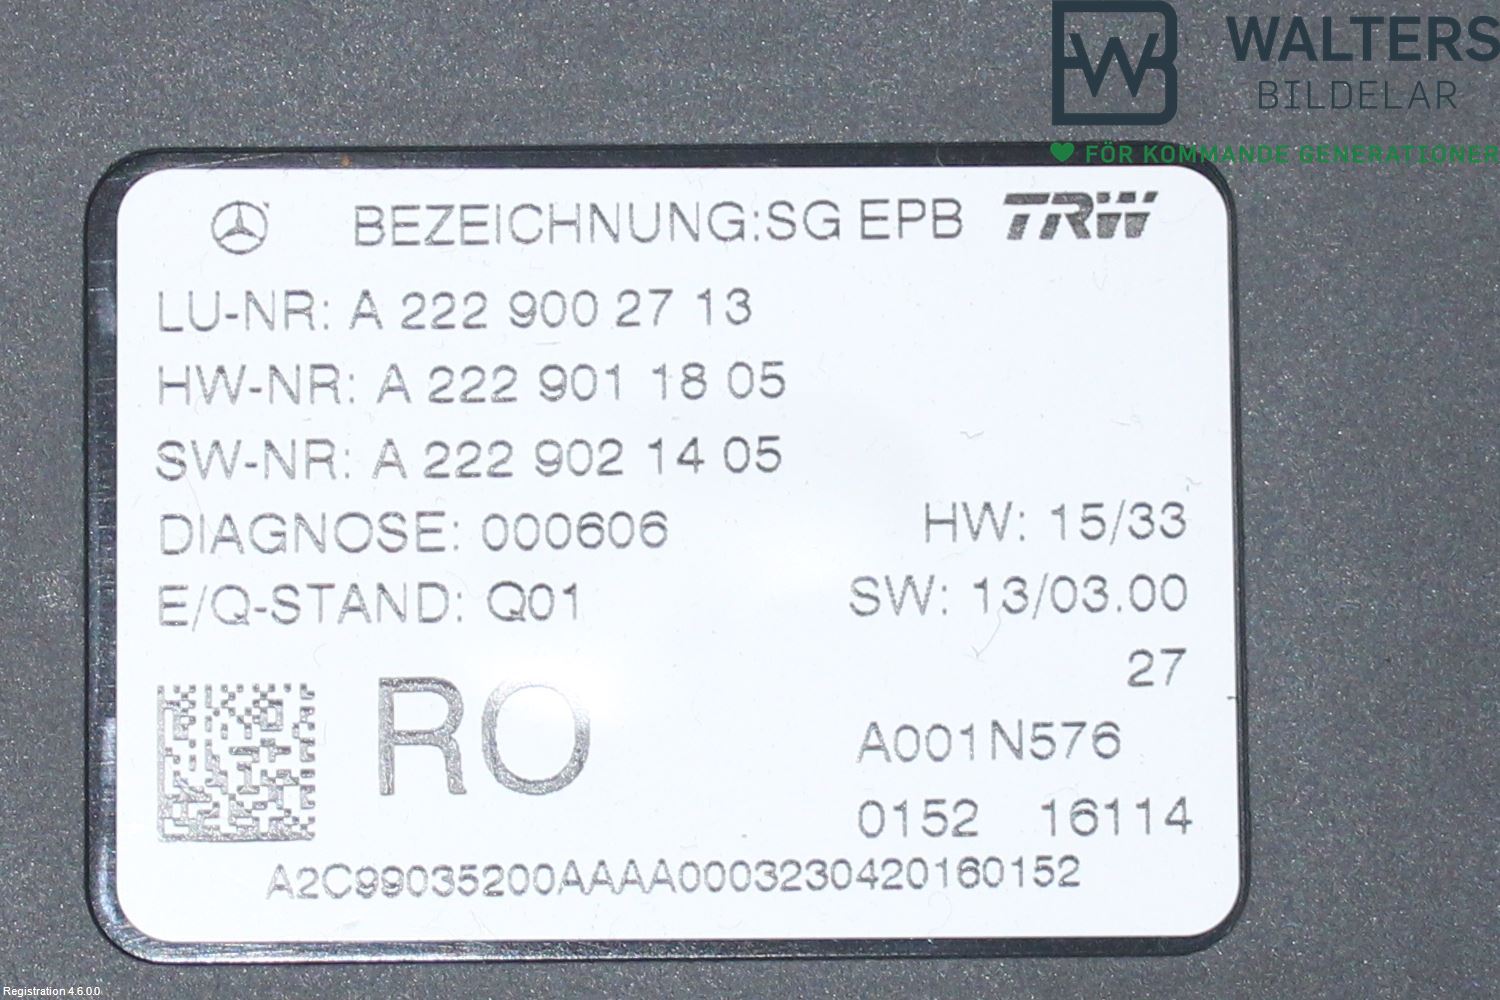 WALTERS
BILDELAR
FÖR KOMMANDE GENERATIONER
BEZEICHNUNG:SG EPB TRW
LU-NR: A 222 900 27 13
HW-NR: A 222 901 18 05
SW-NR: A 222 902 14 05
DIAGNOSE: 000606 HW: 15/33
E/Q-STAND: Q01 SW: 13/03.00
27
RO A001N576
0152 16114
A2C99035200AAAA0003230420160152
Registration 4.6.0.0